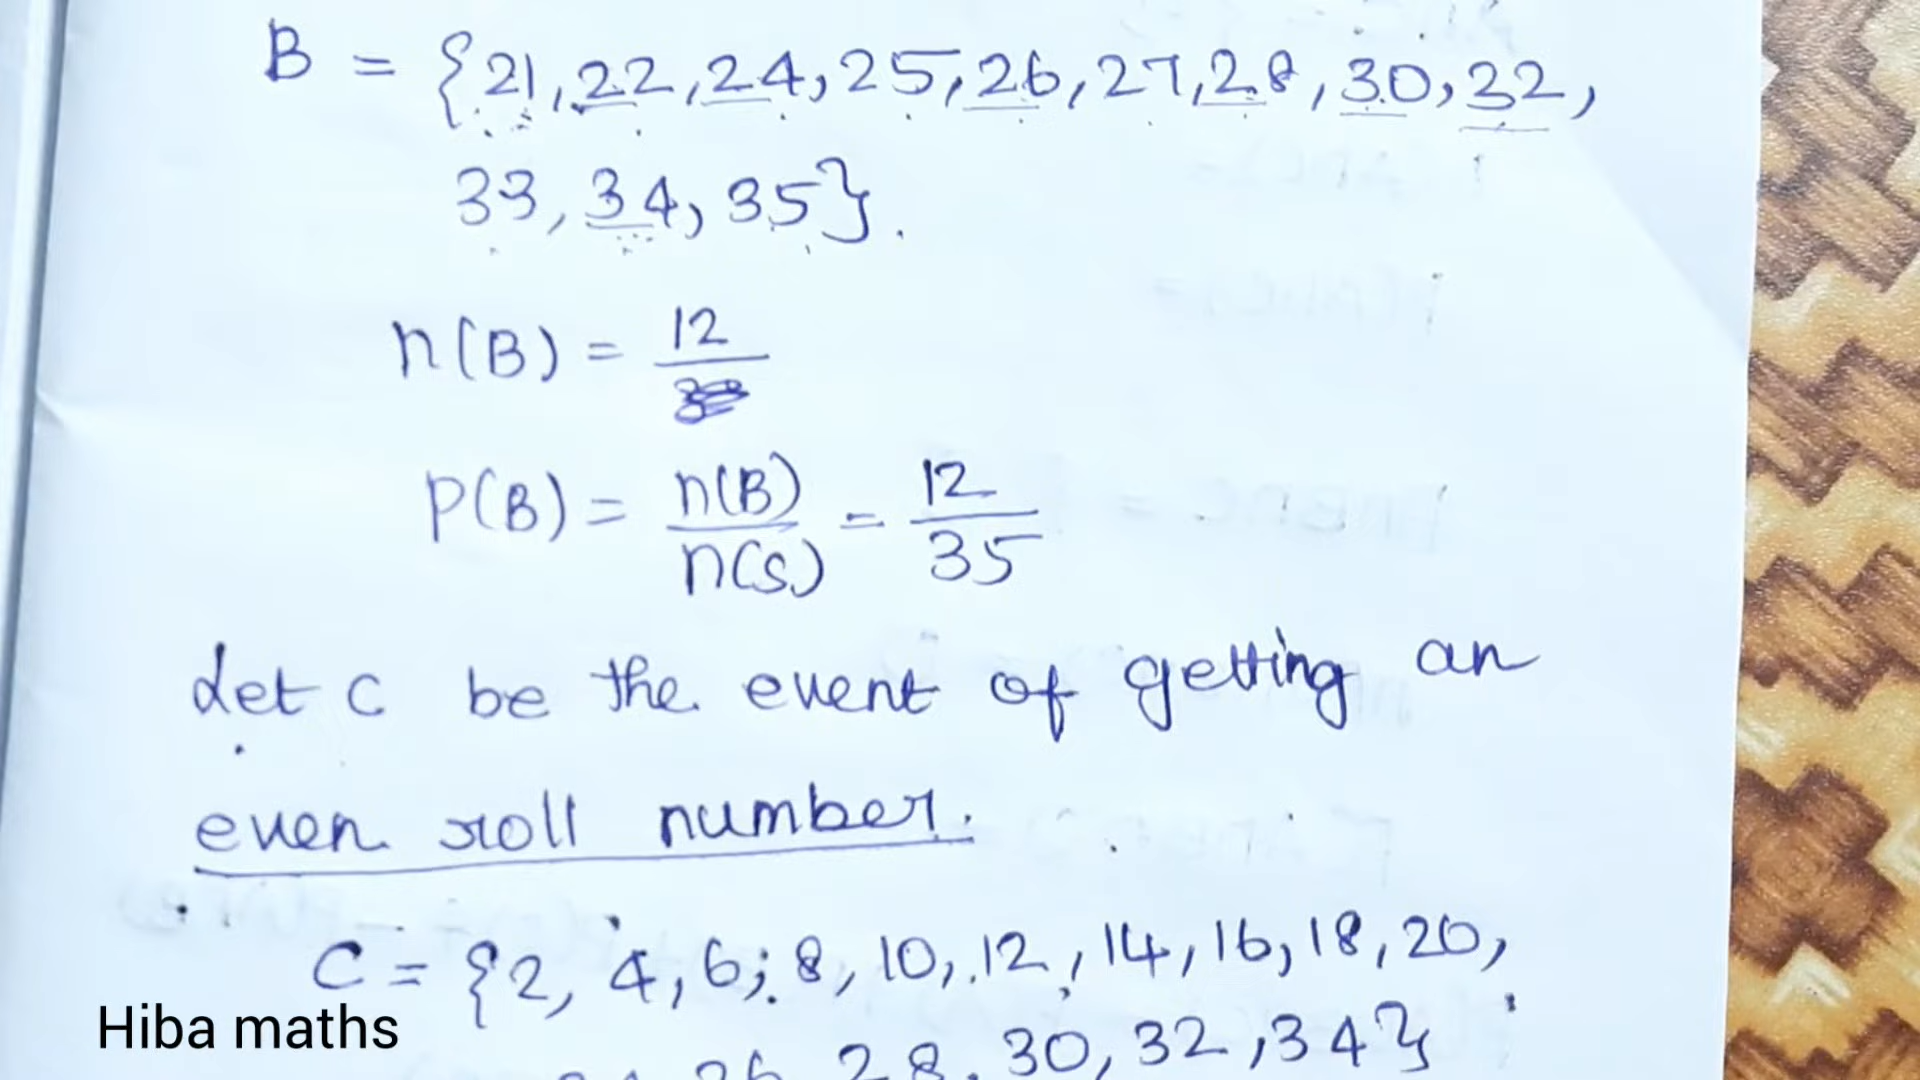 B = {21, 22, 24, 25, 26, 27, 28, 30, 32,
33, 34, 35}.
n(B) = 12/
P(B) = n(B)/n(S) = 12/35
Let C be the event of getting an
even roll number.
C = {2, 4, 6, 8, 10, 12, 14, 16, 18, 20,
26, 28, 30, 32, 34}
Hiba maths